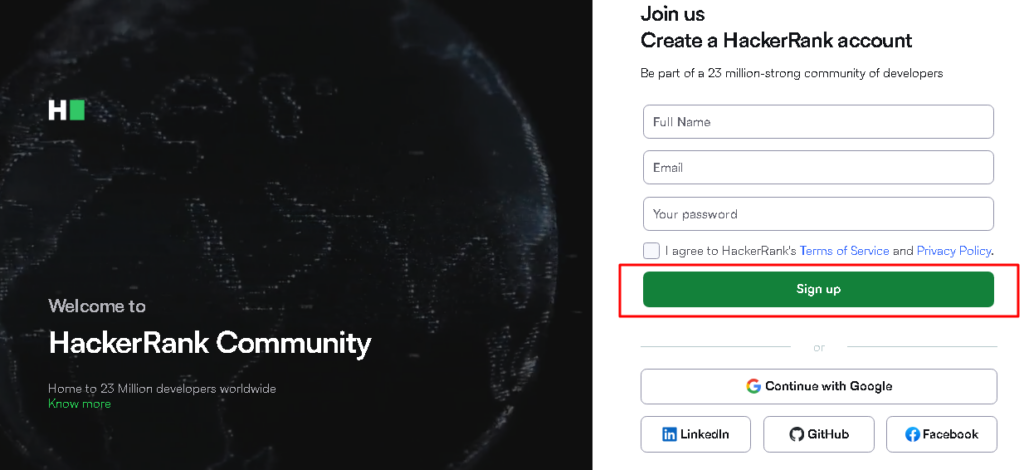 H
Welcome to
HackerRank Community
Home to 23 Million developers worldwide
Know more
Join us
Create a HackerRank account
Be part of a 23 million-strong community of developers
Full Name
Email
Your password
I agree to HackerRank's Terms of Service and Privacy Policy.
Sign up
or
Continue with Google
LinkedIn
GitHub
Facebook